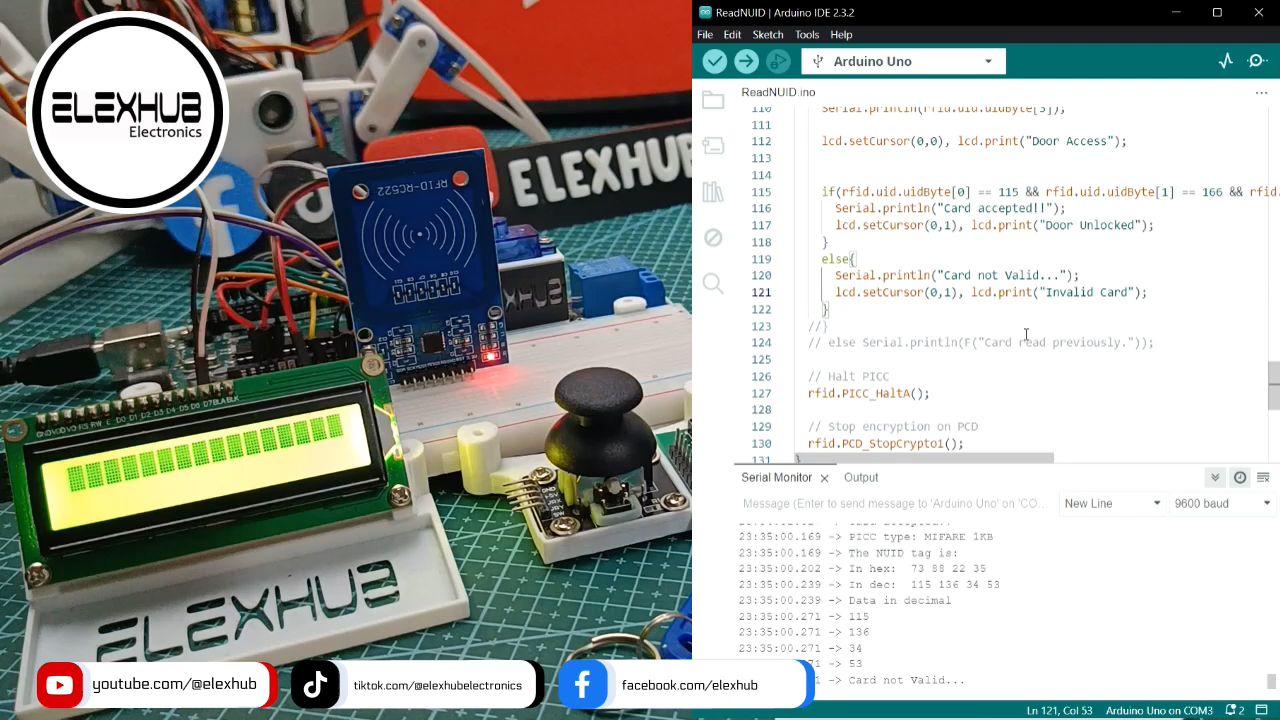 ELEXHUB
Electronics
ELEXHUB
RFID-RC522
ELEXHUB
youtube.com/@elexhub
tiktok.com/@elexhubelectronics
facebook.com/elexhub
ReadNUID | Arduino IDE 2.3.2
File Edit Sketch Tools Help
Arduino Uno
ReadNUID.ino
110 Serial.println(rfid.uid.uidByte[3]);
111
112 lcd.setCursor(0,0), lcd.print("Door Access");
113
114
115 if(rfid.uid.uidByte[0] == 115 && rfid.uid.uidByte[1] == 166 && rfid.
116 Serial.println("Card accepted!!");
117 lcd.setCursor(0,1), lcd.print("Door Unlocked");
118 }
119 else{
120 Serial.println("Card not Valid...");
121 lcd.setCursor(0,1), lcd.print("Invalid Card");
122 }
123 //}
124 // else Serial.println(F("Card read previously."));
125
126 // Halt PICC
127 rfid.PICC_HaltA();
128
129 // Stop encryption on PCD
130 rfid.PCD_StopCrypto1();
131 }
Serial Monitor Output
Message (Enter to send message to 'Arduino Uno' on 'CO... New Line 9600 baud
23:35:00.169 -> PICC type: MIFARE 1KB
23:35:00.169 -> The NUID tag is:
23:35:00.202 -> In hex: 73 88 22 35
23:35:00.239 -> In dec: 115 136 34 53
23:35:00.239 -> Data in decimal
23:35:00.271 -> 115
23:35:00.271 -> 136
23:35:00.271 -> 34
271 -> 53
271 -> Card not Valid...
Ln 121, Col 53 Arduino Uno on COM3 2